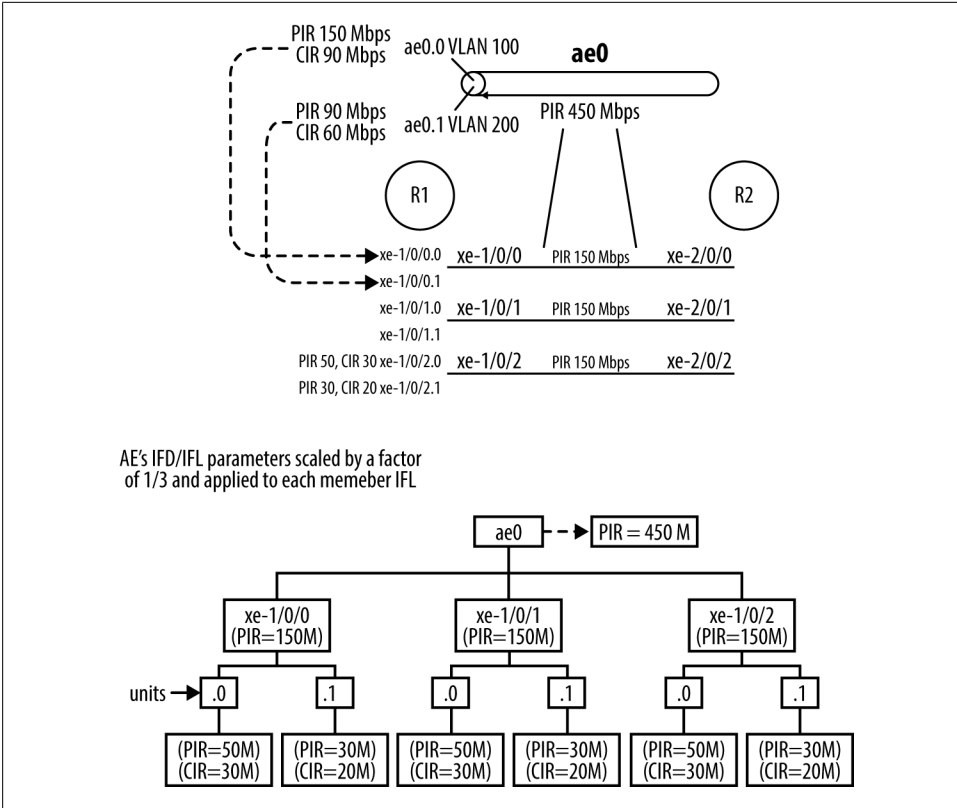 PIR 150 Mbps
CIR 90 Mbps
ae0.0 VLAN 100
ae0
PIR 90 Mbps
CIR 60 Mbps
ae0.1 VLAN 200
PIR 450 Mbps
R1
R2
xe-1/0/0.0
xe-1/0/0
PIR 150 Mbps
xe-2/0/0
xe-1/0/0.1
xe-1/0/1.0
xe-1/0/1
PIR 150 Mbps
xe-2/0/1
xe-1/0/1.1
PIR 50, CIR 30 xe-1/0/2.0
xe-1/0/2
PIR 150 Mbps
xe-2/0/2
PIR 30, CIR 20 xe-1/0/2.1
AE's IFD/IFL parameters scaled by a factor
of 1/3 and applied to each memeber IFL
ae0
PIR = 450 M
xe-1/0/0
(PIR=150M)
xe-1/0/1
(PIR=150M)
xe-1/0/2
(PIR=150M)
units
.0
.1
.0
.1
.0
.1
(PIR=50M)
(CIR=30M)
(PIR=30M)
(CIR=20M)
(PIR=50M)
(CIR=30M)
(PIR=30M)
(CIR=20M)
(PIR=50M)
(CIR=30M)
(PIR=30M)
(CIR=20M)